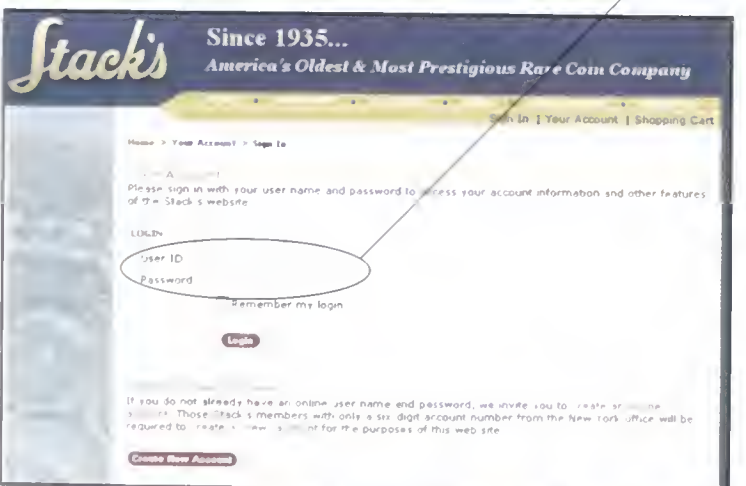 Stack's
Since 1935...
America's Oldest & Most Prestigious Rare Coin Company
Sign In | Your Account | Shopping Cart
Home > Your Account > Sign In
Please sign in with your user name and password to access your account information and other features
of the Stack's website
LOGIN
User ID
Password
Remember my login
Login
If you do not already have an online user name and password, we invite you to create an online
account. Those Stack's members with only a six digit account number from the New York office will be
required to create a new account for the purposes of this web site
Create New Account